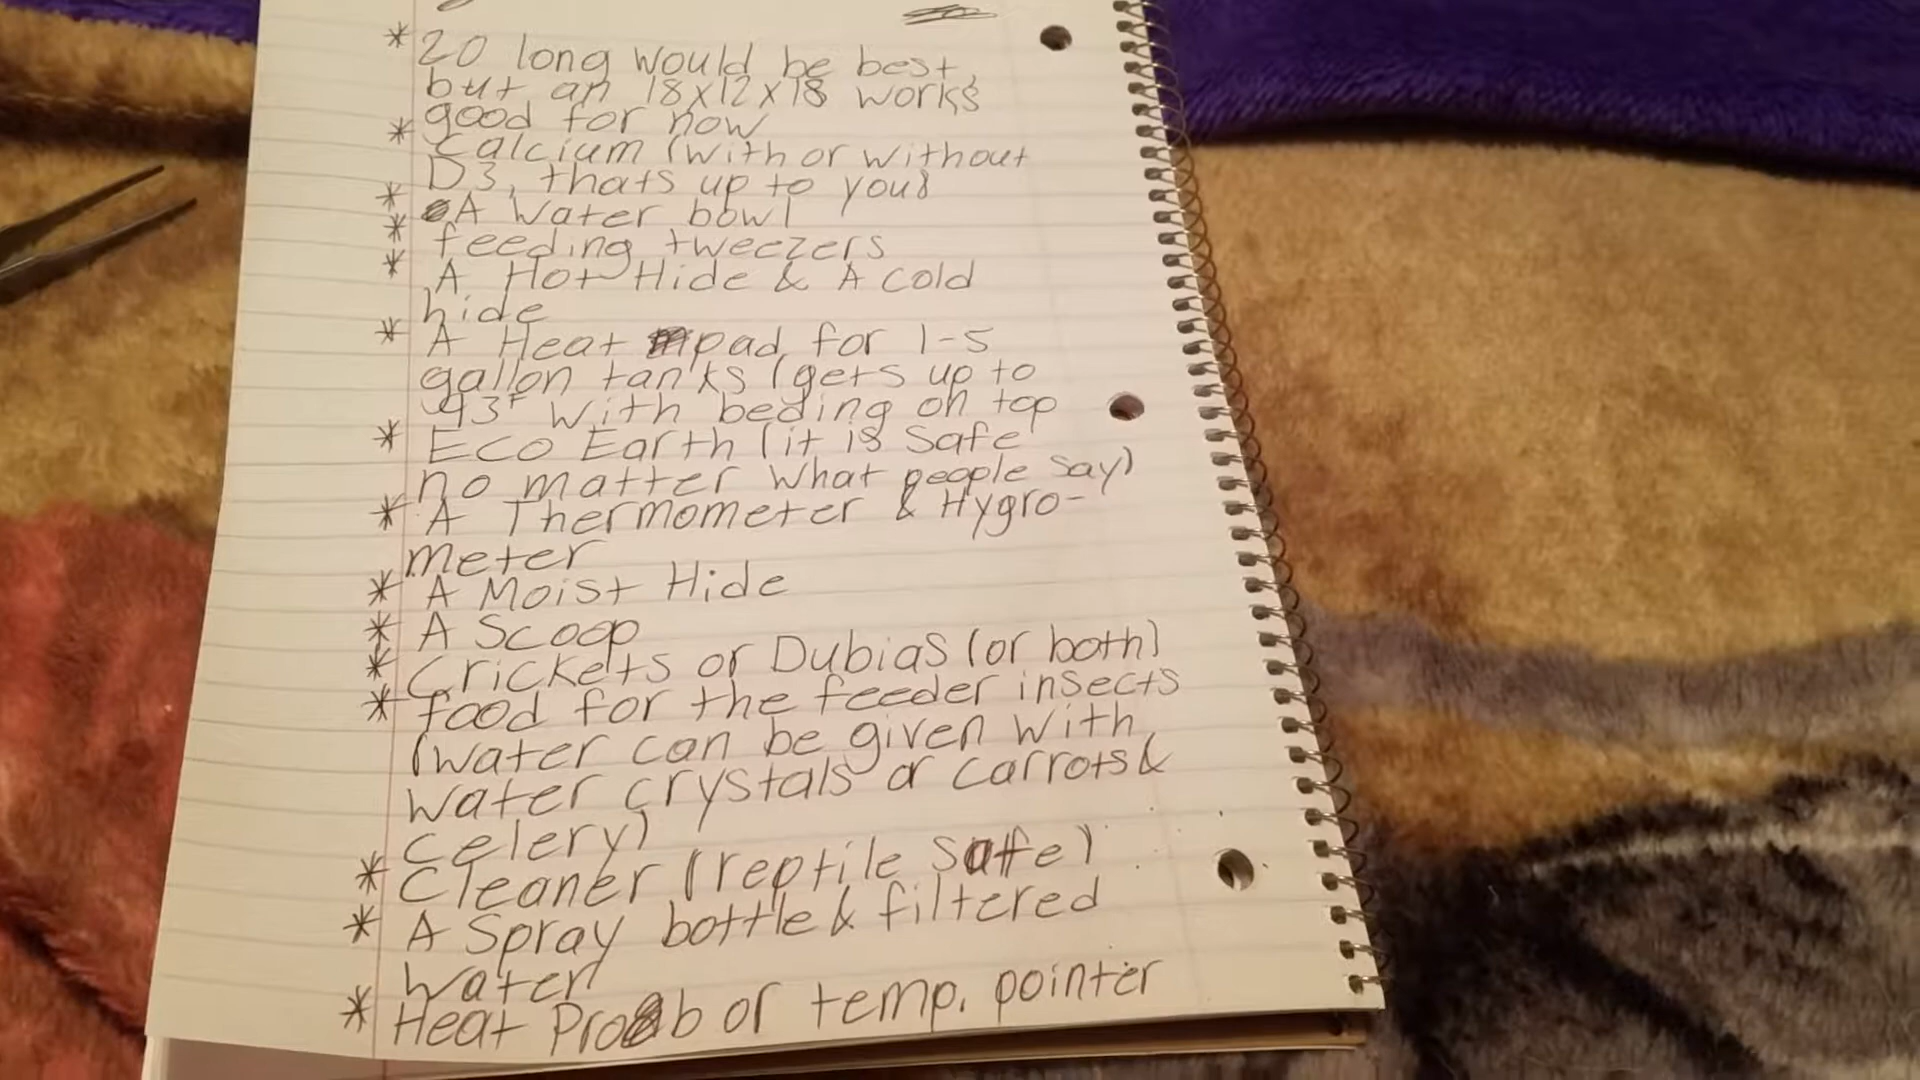 * 20 long would be best,
but an 18x12x18 works
good for now
* Calcium (with or without
D3, thats up to you)
* A Water bowl
* feeding tweezers
* A Hot Hide & A cold
hide
* A Heat pad for 1-5
gallon tanks (gets up to
93° with beding on top
* Eco Earth (it is safe
no matter what people say)
* A Thermometer & Hygro-
meter
* A Moist Hide
* A Scoop
* Crickets or Dubias (or both)
* food for the feeder insects
(water can be given with
water crystals or carrots &
celery)
* Cleaner (reptile safe)
* A Spray bottle & filtered
water
* Heat Prob or temp. pointer